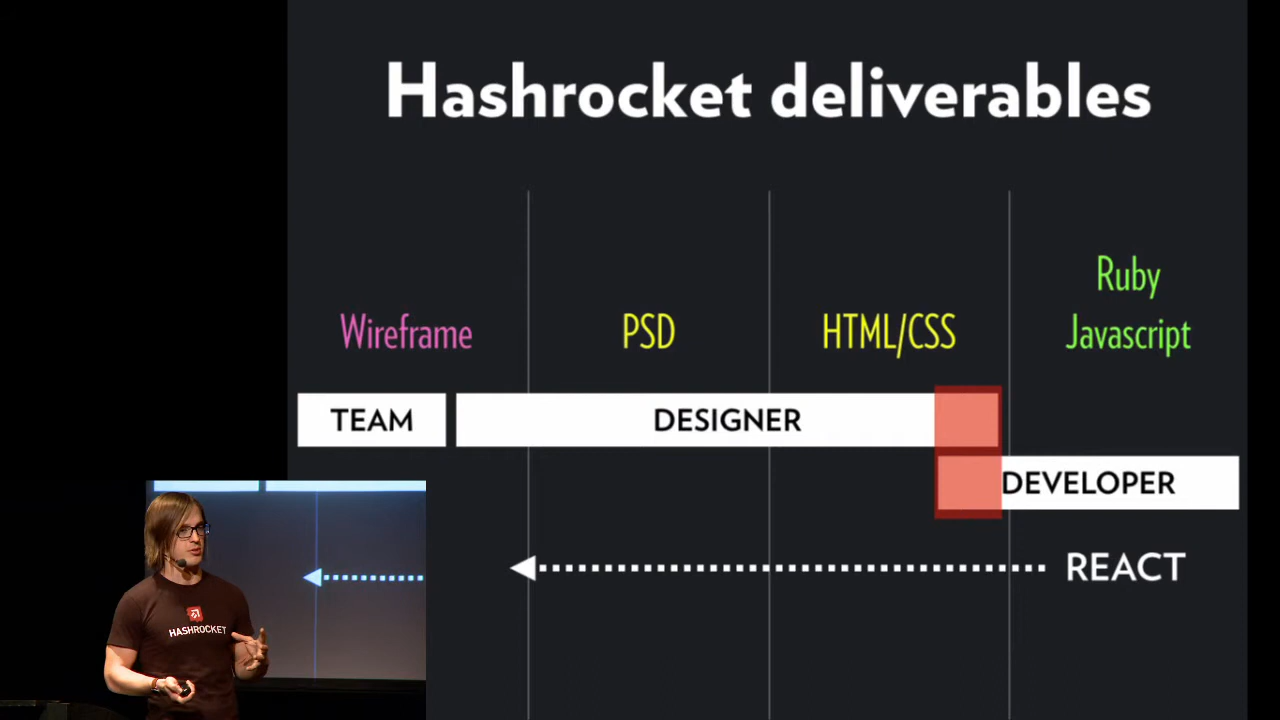 Hashrocket deliverables
Wireframe
PSD
HTML/CSS
Ruby
Javascript
TEAM
DESIGNER
DEVELOPER
REACT
HASHROCKET